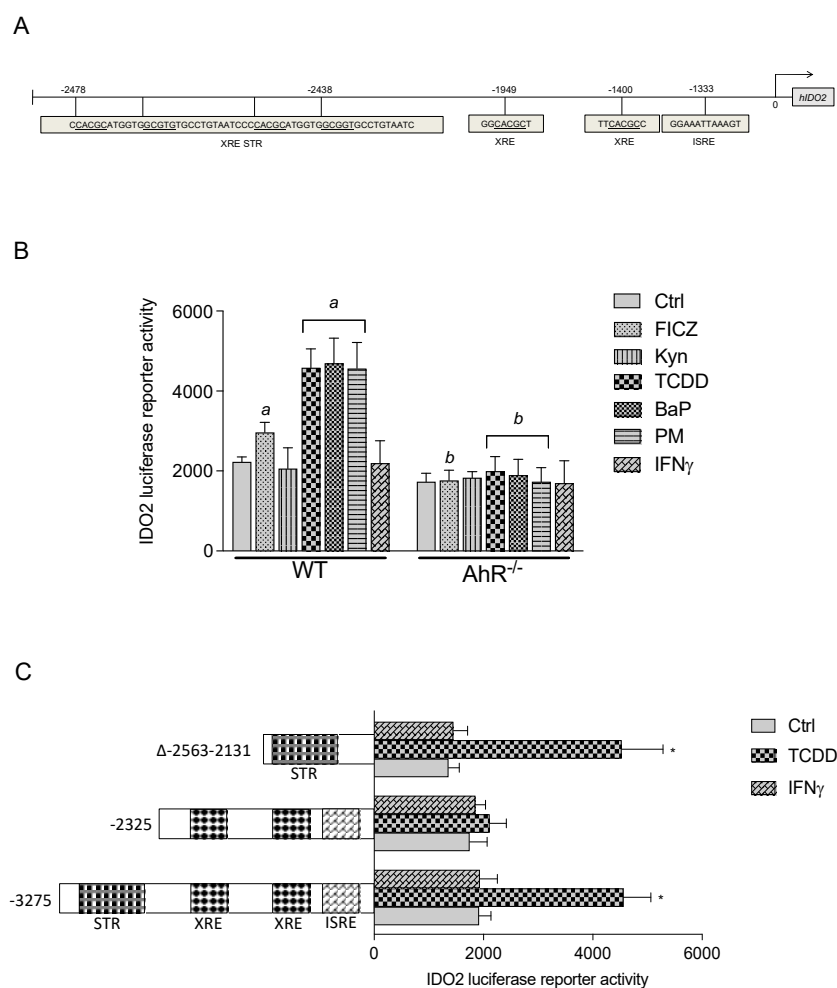 A
-2478 -2438 -1949 -1400 -1333
0 hIDO2
CCACGCATGGTGGCGTGTGCCTGTAATCCCCACGCATGGTGGCGGTGCCTGTAATC GGCACGCT TTCACGCC GGAAATTAAAGT
XRE STR XRE XRE ISRE
B
IDO2 luciferase reporter activity
6000
4000
2000
0
a
a
b
b
WT AhR-/-
Ctrl
FICZ
Kyn
TCDD
BaP
PM
IFNγ
C
Δ-2563-2131
STR
*
-2325
-3275
STR XRE XRE ISRE
*
0 2000 4000 6000
IDO2 luciferase reporter activity
Ctrl
TCDD
IFNγ